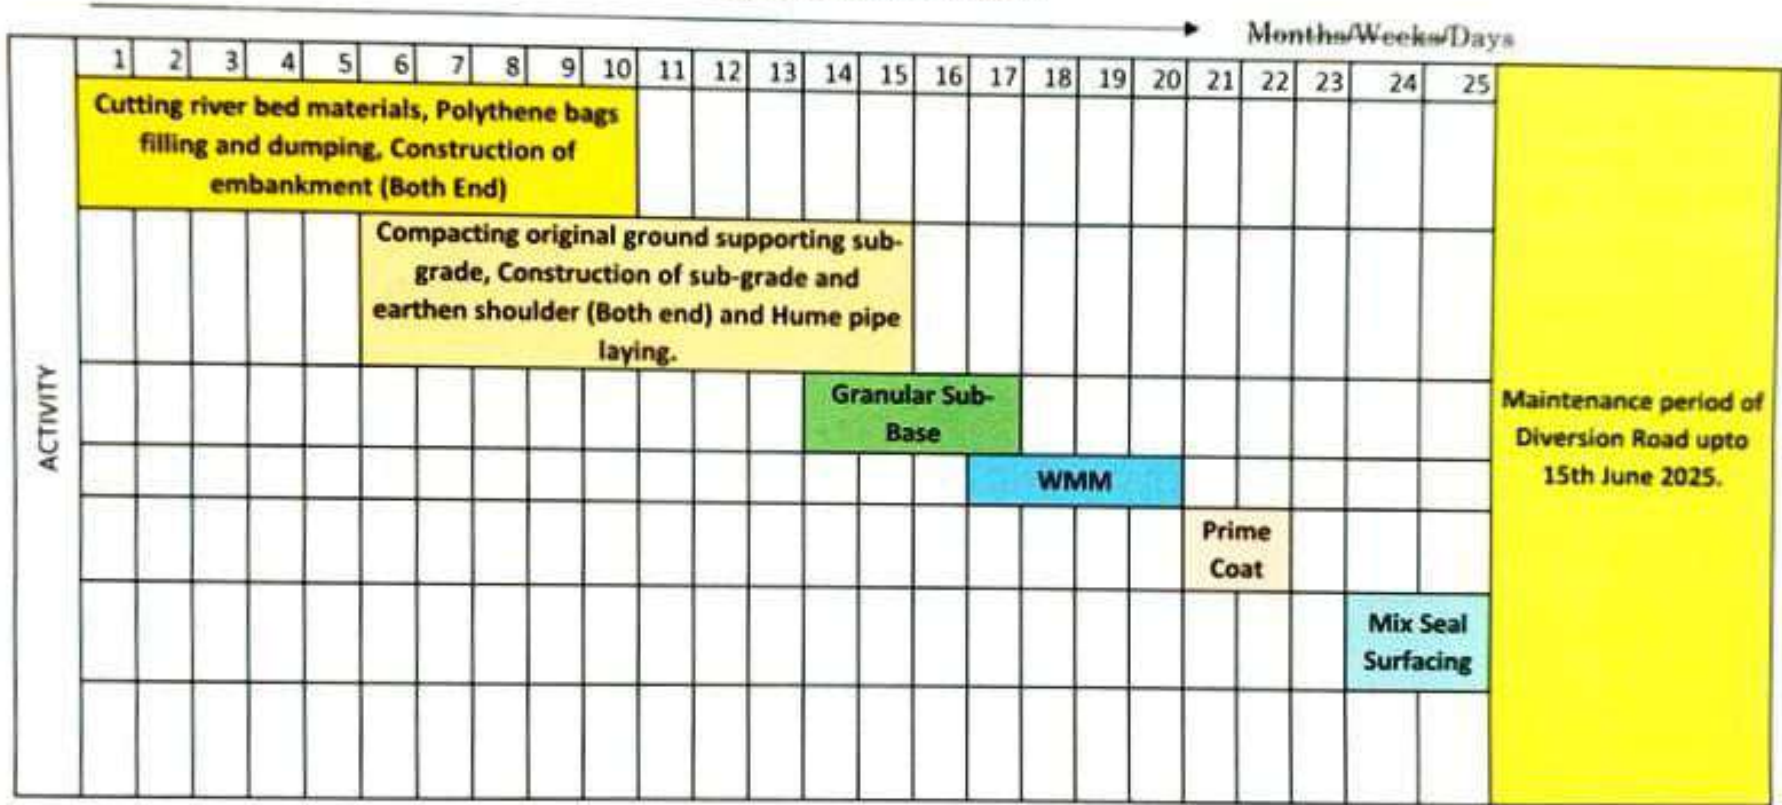 Months/Weeks/Days
1 2 3 4 5 6 7 8 9 10 11 12 13 14 15 16 17 18 19 20 21 22 23 24 25
ACTIVITY
Cutting river bed materials, Polythene bags
filling and dumping, Construction of
embankment (Both End)
Compacting original ground supporting sub-
grade, Construction of sub-grade and
earthen shoulder (Both end) and Hume pipe
laying.
Granular Sub-
Base
WMM
Prime
Coat
Mix Seal
Surfacing
Maintenance period of
Diversion Road upto
15th June 2025.